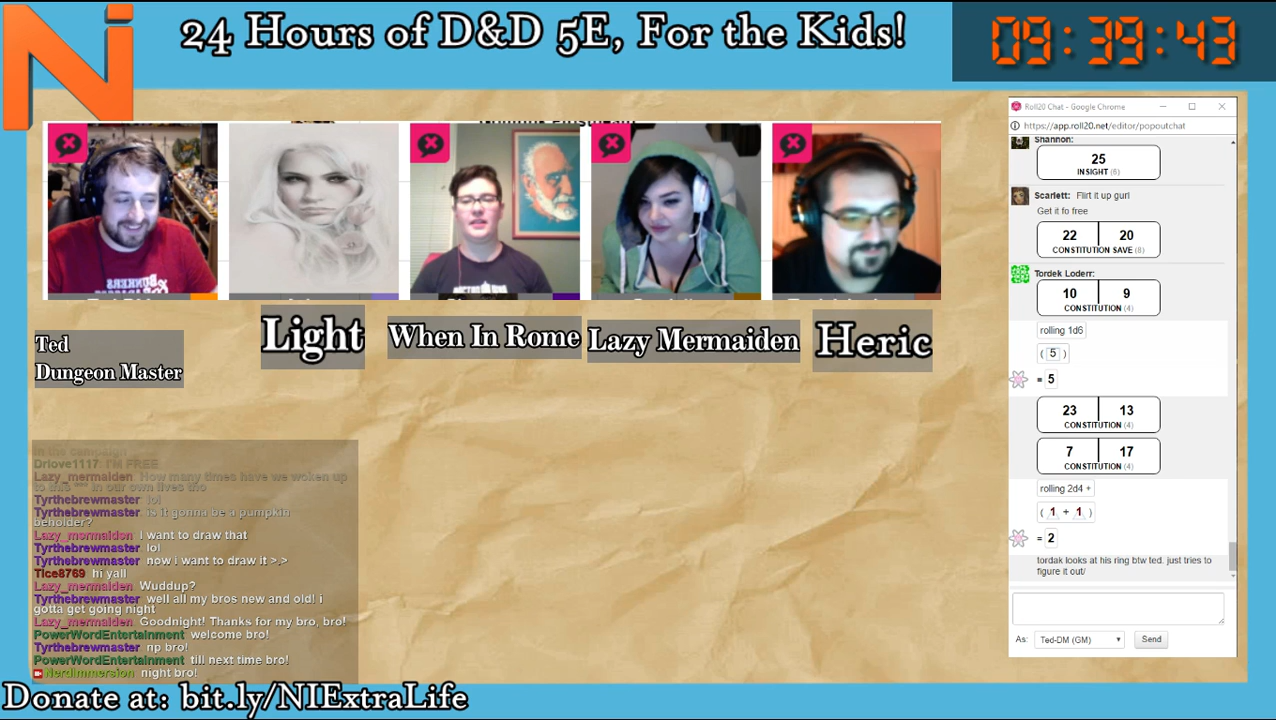 24 Hours of D&D 5E, For the Kids!
09:39:43
Ni
Ted
Dungeon Master
Light
When In Rome
Lazy Mermaiden
Heric
in the campaign
Drlove1117: I'M FREE
Lazy_mermaiden How many times have we woken up
to this *** in our own lives tho
Tyrthebrewmaster lol
Tyrthebrewmaster is it gonna be a pumpkin
beholder?
Lazy_mermaiden i want to draw that
Tyrthebrewmaster lol
Tyrthebrewmaster now i want to draw it >.>
Tice8769 hi yall
Lazy_mermaiden Wuddup?
Tyrthebrewmaster well all my bros new and old! i
gotta get going night
Lazy_mermaiden Goodnight! Thanks for my bro, bro!
PowerWordEntertainment welcome bro!
Tyrthebrewmaster np bro!
PowerWordEntertainment till next time bro!
NerdImmersion night bro!
Donate at: bit.ly/NIExtraLife
Roll20 Chat - Google Chrome
https://app.roll20.net/editor/popoutchat
Shannon:
25
INSIGHT (6)
Scarlett: Flirt it up gurl
Get it fo free
22 20
CONSTITUTION SAVE (8)
Tordek Loderr:
10 9
CONSTITUTION (4)
rolling 1d6
( 5 )
= 5
23 13
CONSTITUTION (4)
7 17
CONSTITUTION (4)
rolling 2d4 +
( 1 + 1 )
= 2
tordak looks at his ring btw ted. just tries to
figure it out/
As: Ted-DM (GM) Send